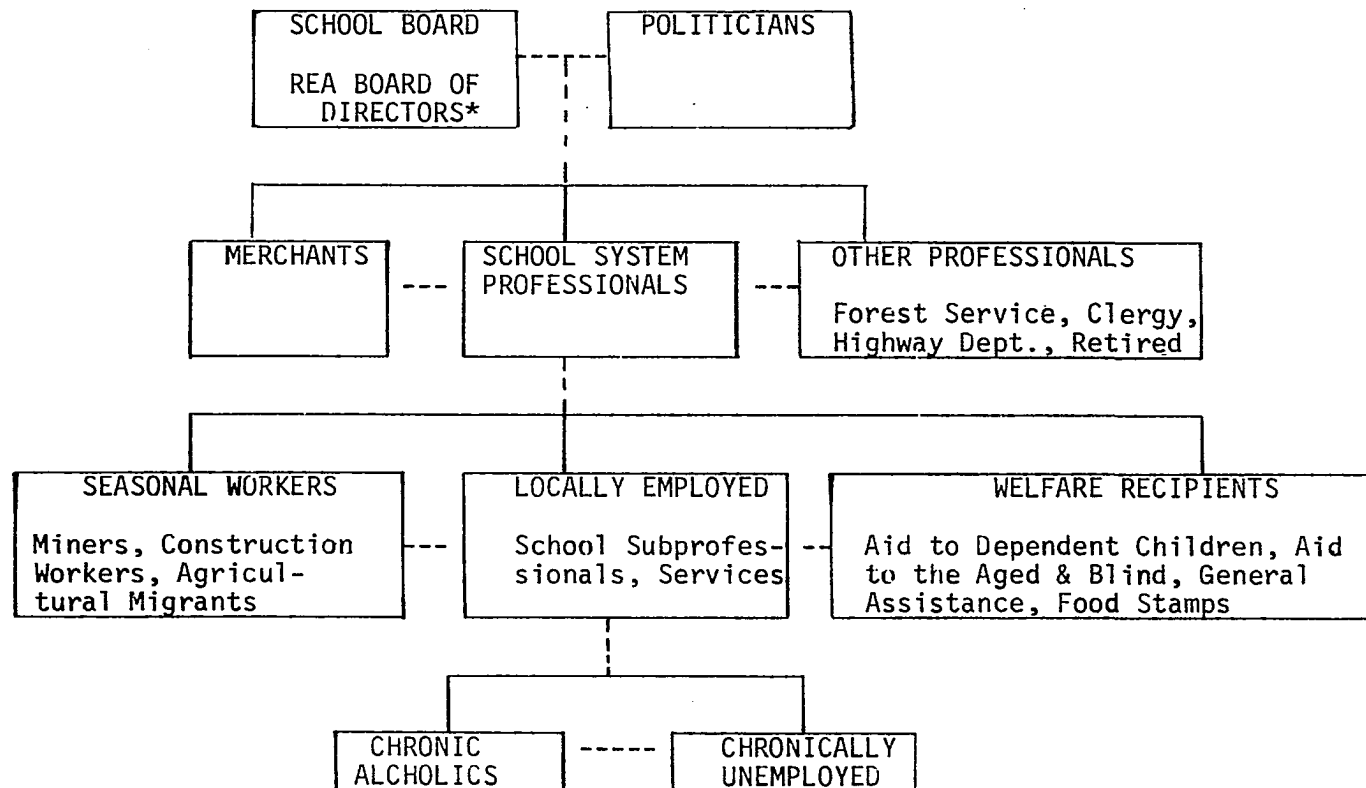 SCHOOL BOARD
REA BOARD OF
DIRECTORS*
POLITICIANS
MERCHANTS
SCHOOL SYSTEM
PROFESSIONALS
OTHER PROFESSIONALS
Forest Service, Clergy,
Highway Dept., Retired
SEASONAL WORKERS
Miners, Construction
Workers, Agricul-
tural Migrants
LOCALLY EMPLOYED
School Subprofes-
sionals, Services
WELFARE RECIPIENTS
Aid to Dependent Children, Aid
to the Aged & Blind, General
Assistance, Food Stamps
CHRONIC
ALCHOLICS
CHRONICALLY
UNEMPLOYED